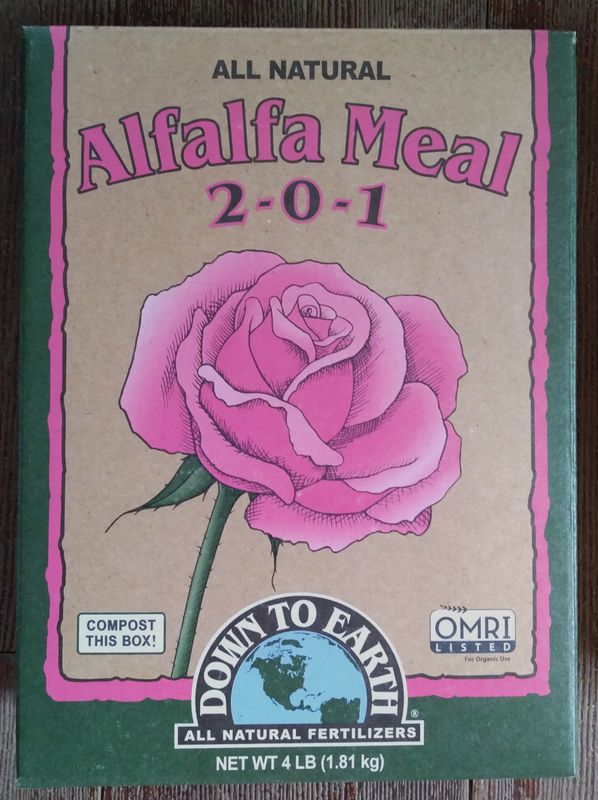 ALL NATURAL
Alfalfa Meal
2-0-1
COMPOST
THIS BOX!
DOWN TO EARTH
®
ALL NATURAL FERTILIZERS
OMRI
LISTED
For Organic Use
NET WT 4 LB (1.81 kg)